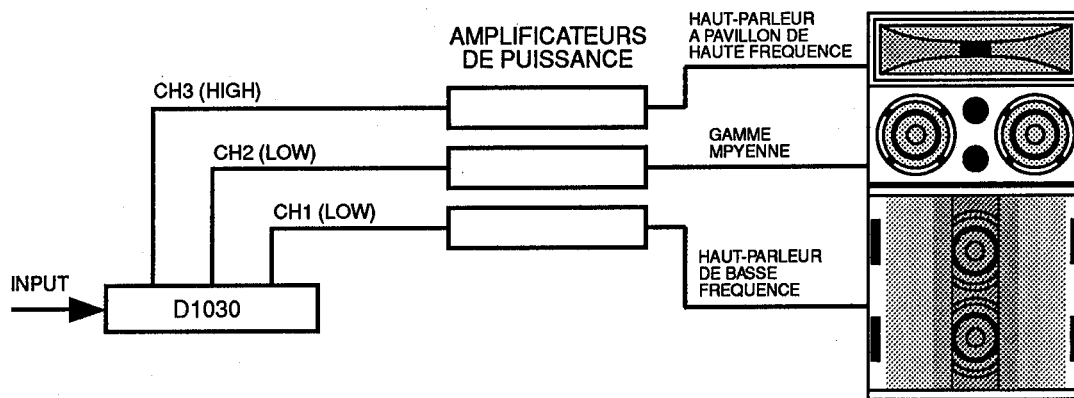 HAUT-PARLEUR
A PAVILLON DE
HAUTE FREQUENCE
AMPLIFICATEURS
DE PUISSANCE
CH3 (HIGH)
GAMME
MPYENNE
CH2 (LOW)
CH1 (LOW)
HAUT-PARLEUR
DE BASSE
FREQUENCE
INPUT
D1030